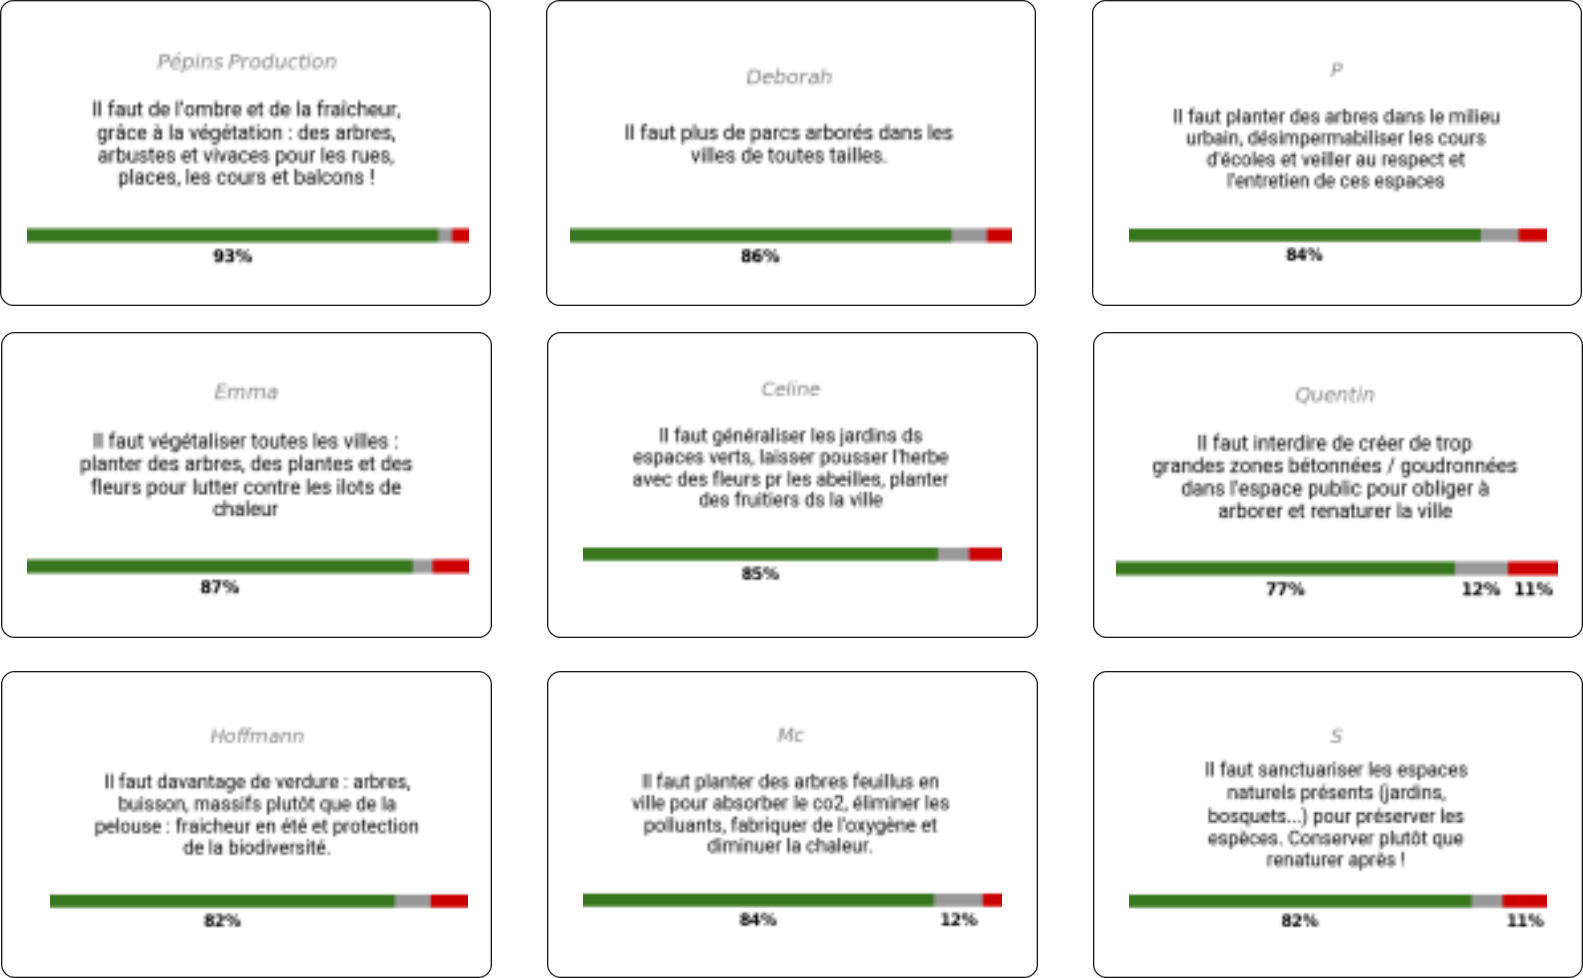 Pépins Production
Il faut de l'ombre et de la fraîcheur,
grâce à la végétation : des arbres,
arbustes et vivaces pour les rues,
places, les cours et balcons !
93%
Deborah
Il faut plus de parcs arborés dans les
villes de toutes tailles.
86%
P
Il faut planter des arbres dans le milieu
urbain, désimpermabiliser les cours
d'écoles et veiller au respect et
l'entretien de ces espaces
84%
Emma
Il faut végétaliser toutes les villes :
planter des arbres, des plantes et des
fleurs pour lutter contre les ilots de
chaleur
87%
Celine
Il faut généraliser les jardins ds
espaces verts, laisser pousser l'herbe
avec des fleurs pr les abeilles, planter
des fruitiers ds la ville
85%
Quentin
Il faut interdire de créer de trop
grandes zones bétonnées / goudronnées
dans l'espace public pour obliger à
arborer et renaturer la ville
77% 12% 11%
Hoffmann
Il faut davantage de verdure : arbres,
buisson, massifs plutôt que de la
pelouse : fraicheur en été et protection
de la biodiversité.
82%
Mc
Il faut planter des arbres feuillus en
ville pour absorber le co2, éliminer les
polluants, fabriquer de l'oxygène et
diminuer la chaleur.
84% 12%
S
Il faut sanctuariser les espaces
naturels présents (jardins,
bosquets...) pour préserver les
espèces. Conserver plutôt que
renaturer après !
82% 11%